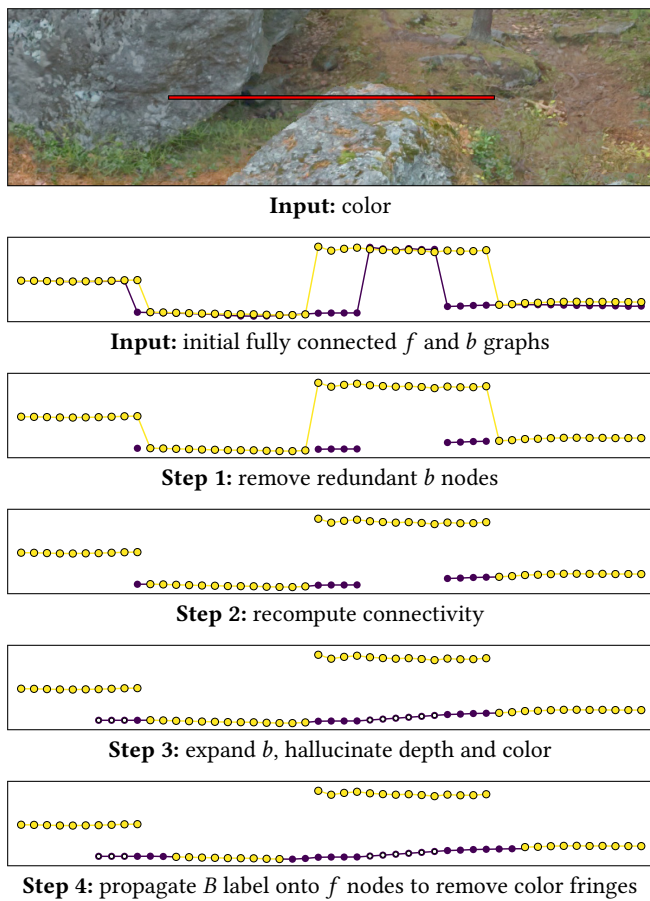 Input: color
Input: initial fully connected f and b graphs
Step 1: remove redundant b nodes
Step 2: recompute connectivity
Step 3: expand b, hallucinate depth and color
Step 4: propagate B label onto f nodes to remove color fringes